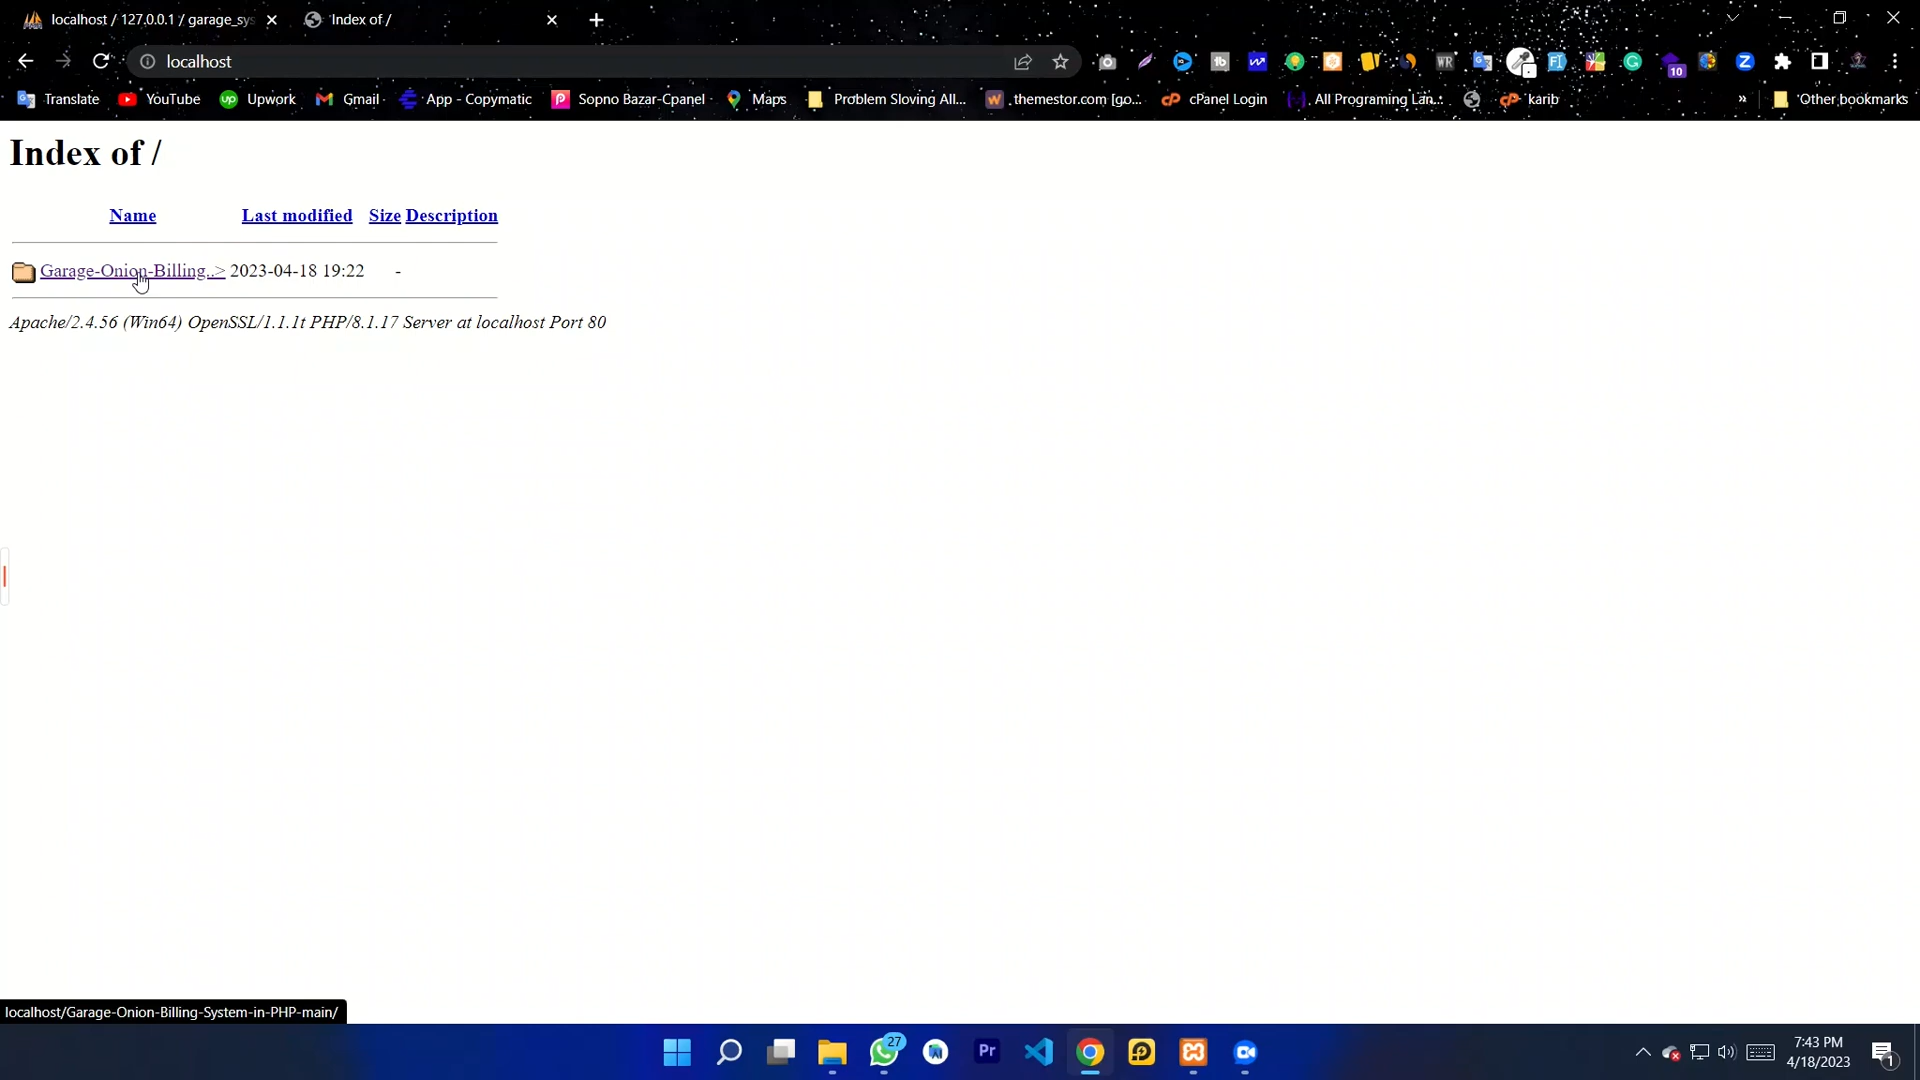 localhost / 127.0.0.1 / garage_sys
Index of /
localhost
10
Translate YouTube Upwork Gmail App - Copymatic Sopno Bazar-Cpanel Maps Problem Sloving All... themestor.com [go... cPanel Login All Programing Lan... karib » Other bookmarks
Index of /
Name Last modified Size Description
Garage-Onion-Billing..> 2023-04-18 19:22 -
Apache/2.4.56 (Win64) OpenSSL/1.1.1t PHP/8.1.17 Server at localhost Port 80
localhost/Garage-Onion-Billing-System-in-PHP-main/
27
Pr
7:43 PM
4/18/2023
1